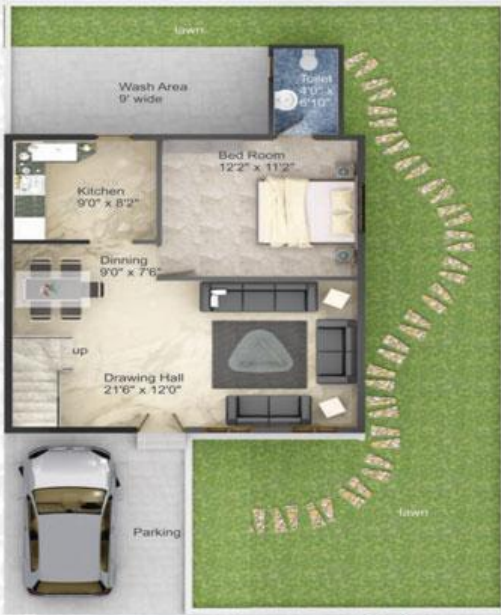 lawn
Wash Area
9' wide
Toilet
4'0" x
6'10"
Bed Room
12'2" x 11'2"
Kitchen
9'0" x 8'2"
Dinning
9'0" x 7'6"
up
Drawing Hall
21'6" x 12'0"
Parking
lawn